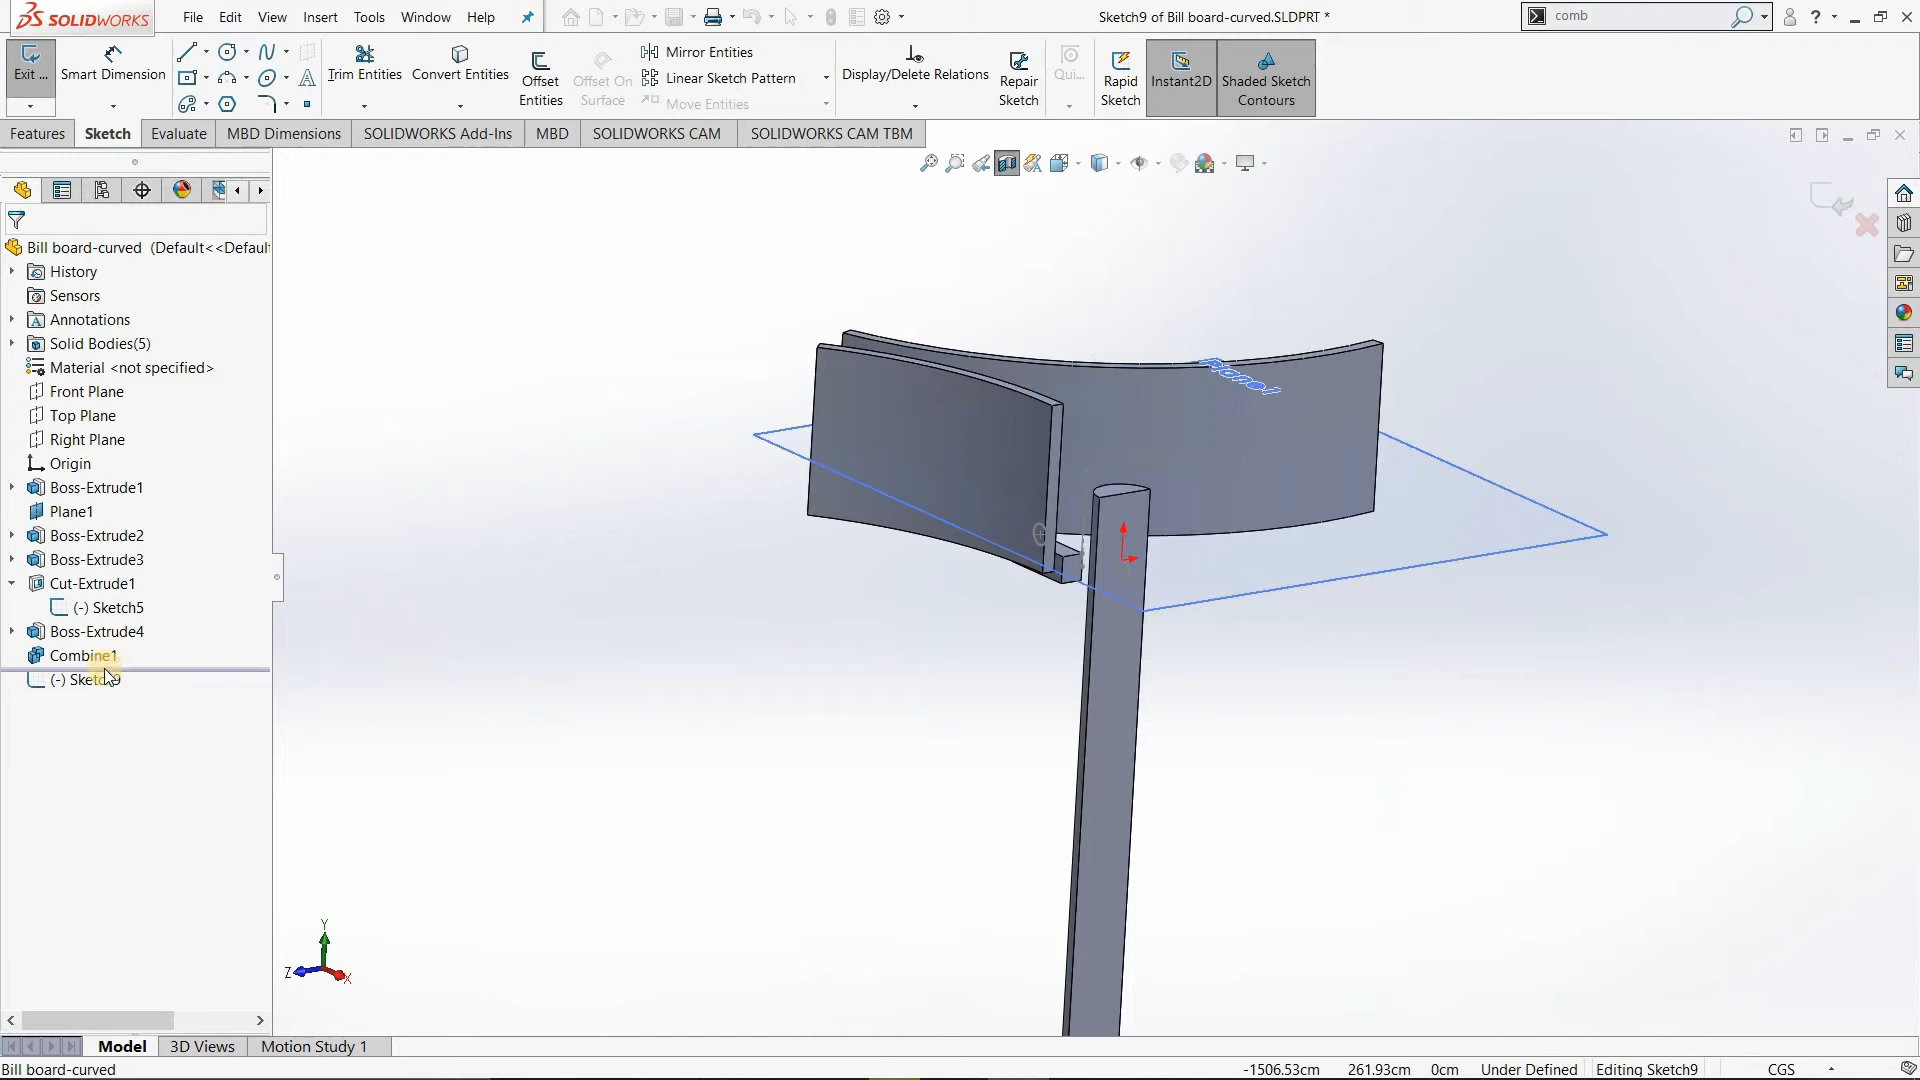 SOLIDWORKS File Edit View Insert Tools Window Help Sketch9 of Bill board-curved.SLDPRT * comb ?
Exit ... Smart Dimension Trim Entities Convert Entities Offset Entities Offset On Surface Mirror Entities Linear Sketch Pattern Move Entities Display/Delete Relations Repair Sketch Qui... Rapid Sketch Instant2D Shaded Sketch Contours
Features Sketch Evaluate MBD Dimensions SOLIDWORKS Add-Ins MBD SOLIDWORKS CAM SOLIDWORKS CAM TBM
Bill board-curved (Default<<Default
History
Sensors
Annotations
Solid Bodies(5)
Material <not specified>
Front Plane
Top Plane
Right Plane
Origin
Boss-Extrude1
Plane1
Boss-Extrude2
Boss-Extrude3
Cut-Extrude1
(-) Sketch5
Boss-Extrude4
Combine1
(-) Sketch9
Plane1
Y
Z
X
Model 3D Views Motion Study 1
Bill board-curved -1506.53cm 261.93cm 0cm Under Defined Editing Sketch9 CGS